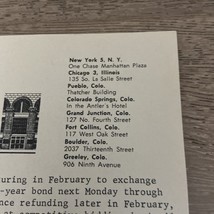 New York 5, N. Y.
One Chase Manhattan Plaza
Chicago 3, Illinois
135 So. La Salle Street
Pueblo, Colo.
Thatcher Building
Colorado Springs, Colo.
In the Antler's Hotel
Grand Junction, Colo.
127 No. Fourth Street
Fort Collins, Colo.
117 West Oak Street
Boulder, Colo.
2037 Thirteenth Street
Greeley, Colo.
906 Ninth Avenue
uring in February to exchange
-year bond next Monday through
nce refunding later in February,